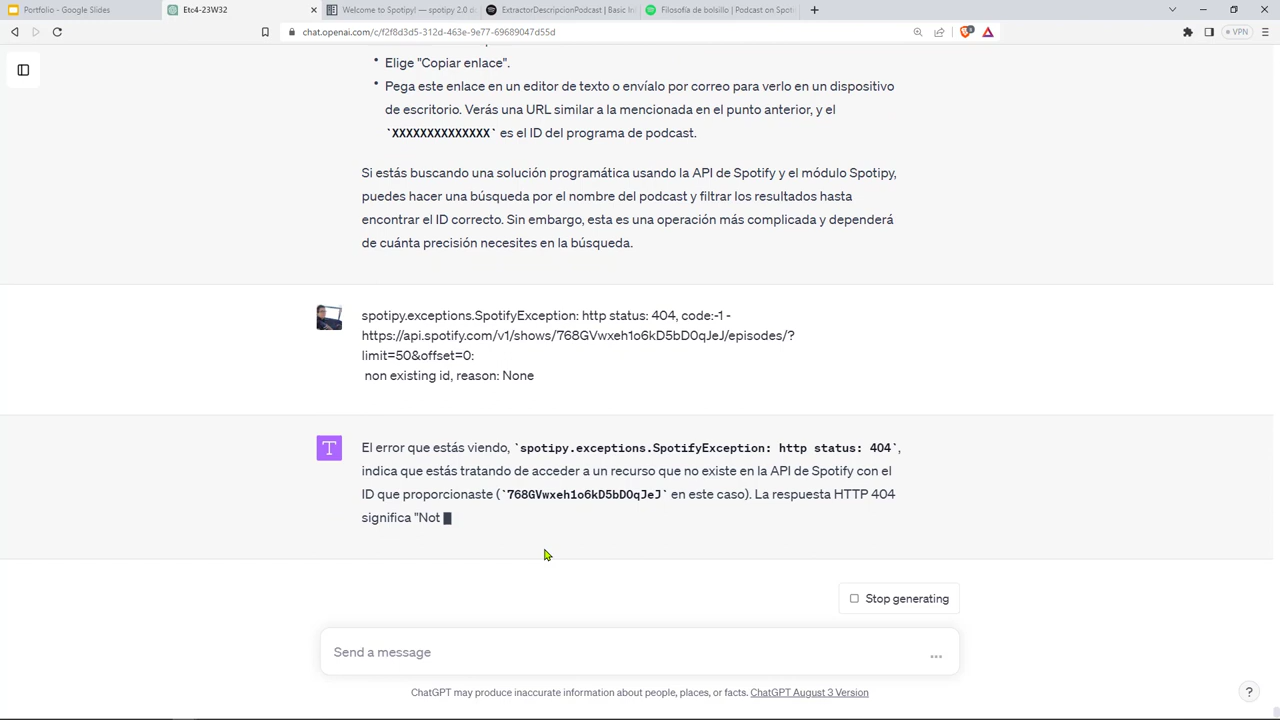 Portfolio - Google Slides
Etc4-23W32
Welcome to Spotipy! — spotipy 2.0 d
ExtractorDescripcionPodcast | Basic In
Filosofía de bolsillo | Podcast on Spot
chat.openai.com/c/f2f8d3d5-312d-463e-9e77-69689047d55d
VPN
• Elige "Copiar enlace".
• Pega este enlace en un editor de texto o envíalo por correo para verlo en un dispositivo
de escritorio. Verás una URL similar a la mencionada en el punto anterior, y el
`XXXXXXXXXXXXXX` es el ID del programa de podcast.
Si estás buscando una solución programática usando la API de Spotify y el módulo Spotipy,
puedes hacer una búsqueda por el nombre del podcast y filtrar los resultados hasta
encontrar el ID correcto. Sin embargo, esta es una operación más complicada y dependerá
de cuánta precisión necesites en la búsqueda.
spotipy.exceptions.SpotifyException: http status: 404, code:-1 -
https://api.spotify.com/v1/shows/768GVwxeh1o6kD5bD0qJeJ/episodes/?
limit=50&offset=0:
non existing id, reason: None
T
El error que estás viendo, `spotipy.exceptions.SpotifyException: http status: 404`,
indica que estás tratando de acceder a un recurso que no existe en la API de Spotify con el
ID que proporcionaste (`768GVwxeh1o6kD5bD0qJeJ` en este caso). La respuesta HTTP 404
significa "Not
Stop generating
Send a message
...
ChatGPT may produce inaccurate information about people, places, or facts. ChatGPT August 3 Version
?